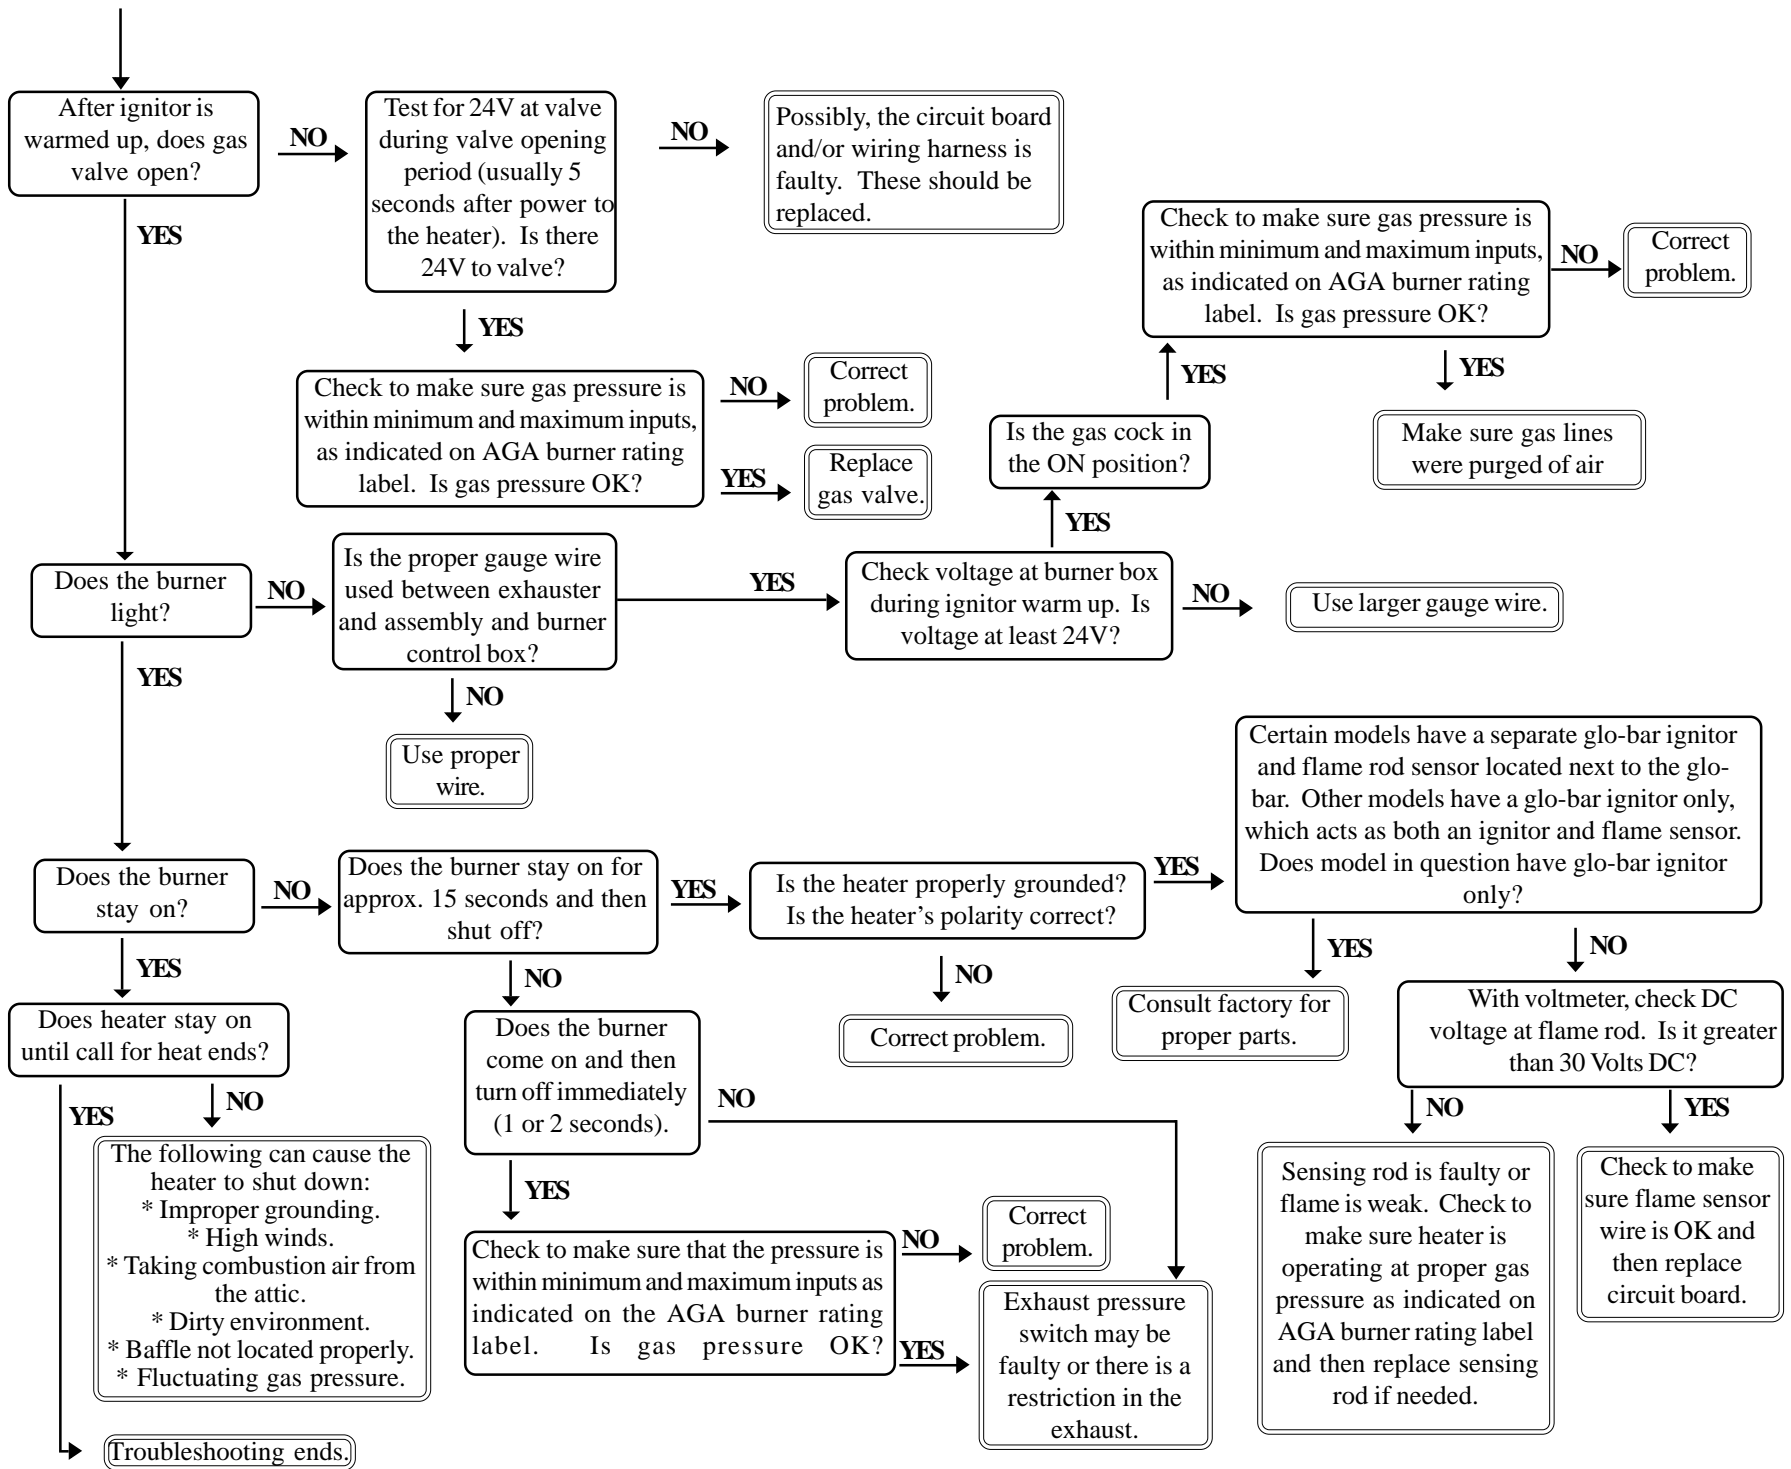 After ignitor is
warmed up, does gas
valve open?
NO
Test for 24V at valve
during valve opening
period (usually 5
seconds after power to
the heater). Is there
24V to valve?
NO
Possibly, the circuit board
and/or wiring harness is
faulty. These should be
replaced.
YES
YES
Check to make sure gas pressure is
within minimum and maximum inputs,
as indicated on AGA burner rating
label. Is gas pressure OK?
NO
Correct
problem.
YES
Replace
gas valve.
Check to make sure gas pressure is
within minimum and maximum inputs,
as indicated on AGA burner rating
label. Is gas pressure OK?
NO
Correct
problem.
YES
YES
Make sure gas lines
were purged of air
Is the gas cock in
the ON position?
YES
Does the burner
light?
NO
Is the proper gauge wire
used between exhauster
and assembly and burner
control box?
YES
Check voltage at burner box
during ignitor warm up. Is
voltage at least 24V?
NO
Use larger gauge wire.
YES
NO
Use proper
wire.
Does the burner
stay on?
NO
Does the burner stay on for
approx. 15 seconds and then
shut off?
YES
Is the heater properly grounded?
Is the heater's polarity correct?
YES
Certain models have a separate glo-bar ignitor
and flame rod sensor located next to the glo-
bar. Other models have a glo-bar ignitor only,
which acts as both an ignitor and flame sensor.
Does model in question have glo-bar ignitor
only?
YES
NO
NO
Correct problem.
YES
Consult factory for
proper parts.
NO
With voltmeter, check DC
voltage at flame rod. Is it greater
than 30 Volts DC?
Does heater stay on
until call for heat ends?
YES
NO
The following can cause the
heater to shut down:
* Improper grounding.
* High winds.
* Taking combustion air from
the attic.
* Dirty environment.
* Baffle not located properly.
* Fluctuating gas pressure.
Troubleshooting ends.
Does the burner
come on and then
turn off immediately
(1 or 2 seconds).
NO
YES
Check to make sure that the pressure is
within minimum and maximum inputs as
indicated on the AGA burner rating
label. Is gas pressure OK?
NO
Correct
problem.
YES
Exhaust pressure
switch may be
faulty or there is a
restriction in the
exhaust.
NO
Sensing rod is faulty or
flame is weak. Check to
make sure heater is
operating at proper gas
pressure as indicated on
AGA burner rating label
and then replace sensing
rod if needed.
YES
Check to make
sure flame sensor
wire is OK and
then replace
circuit board.